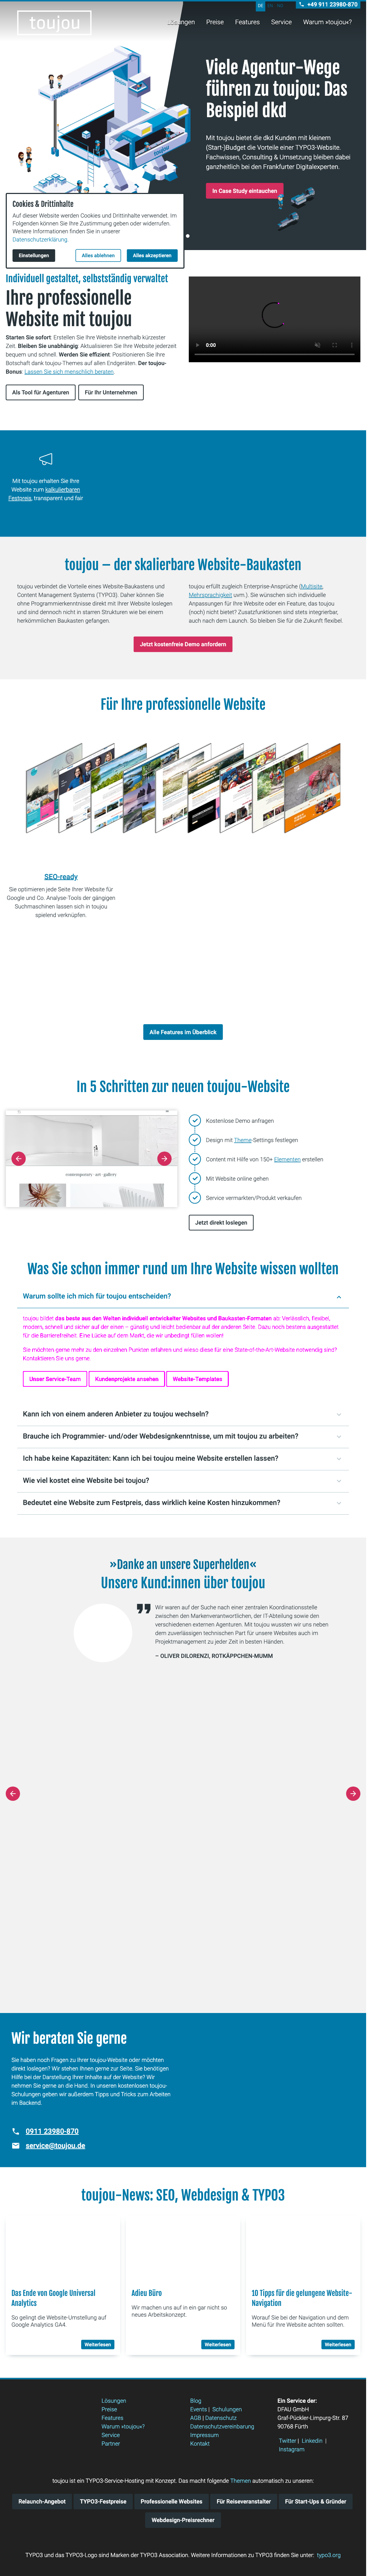 DE
+49 911 23980-870
toujou
Lösungen
Preise
Features
Service
Warum »toujou«?
Viele Agentur-Wege
führen zu toujou: Das
Beispiel dkd
Mit toujou bietet die dkd Kunden mit kleinem
(Start-)Budget die Vorteile einer TYPO3-Website.
Fachwissen, Consulting & Umsetzung bleiben dabei
ganzheitlich bei den Frankfurter Digitalexperten.
In Case Study eintauchen
Cookies & Drittinhalte
Auf dieser Website werden Cookies und Drittinhalte verwendet. Im
Folgenden können Sie Ihre Zustimmung geben oder widerrufen.
Weitere Informationen finden Sie in unserer
Datenschutzerklärung.
Einstellungen
Alles ablehnen
Alles akzeptieren
Individuell gestaltet, selbstständig verwaltet
Ihre professionelle
Website mit toujou
Starten Sie sofort: Erstellen Sie Ihre Website innerhalb kürzester
Zeit. Bleiben Sie unabhängig: Aktualisieren Sie Ihre Website jederzeit
bequem und schnell. Werden Sie effizient: Positionieren Sie Ihre
Botschaft dank toujou-Themes auf allen Endgeräten. Der toujou-
Bonus: Lassen Sie sich menschlich beraten.
Als Tool für Agenturen
Für Ihr Unternehmen
0:00
Mit toujou erhalten Sie Ihre
Website zum kalkulierbaren
Festpreis, transparent und fair.
toujou – der skalierbare Website-Baukasten
toujou verbindet die Vorteile eines Website-Baukastens und
Content Management Systems (TYPO3). Daher können Sie
ohne Programmierkenntnisse direkt mit Ihrer Website loslegen
und sind dennoch nicht in starren Strukturen wie bei einem
herkömmlichen Baukasten gefangen.
toujou erfüllt zugleich Enterprise-Ansprüche (Multisite,
Mehrsprachigkeit uvm.). Sie wünschen sich individuelle
Anpassungen für Ihre Website oder ein Feature, das toujou
(noch) nicht bietet? Zusatzfunktionen sind stets integrierbar,
auch nach dem Launch. So bleiben Sie für die Zukunft flexibel.
Jetzt kostenfreie Demo anfordern
Für Ihre professionelle Website
SEO-ready
Sie optimieren jede Seite Ihrer Website für
Google und Co. Analyse-Tools der gängigen
Suchmaschinen lassen sich in toujou
spielend verknüpfen.
Alle Features im Überblick
In 5 Schritten zur neuen toujou-Website
contemporary · art · gallery
Kostenlose Demo anfragen
Design mit Theme-Settings festlegen
Content mit Hilfe von 150+ Elementen erstellen
Mit Website online gehen
Service vermarkten/Produkt verkaufen
Jetzt direkt loslegen
Was Sie schon immer rund um Ihre Website wissen wollten
Warum sollte ich mich für toujou entscheiden?
toujou bildet das beste aus den Welten individuell entwickelter Websites und Baukasten-Formaten ab: Verlässlich, flexibel,
modern, schnell und sicher auf der einen – günstig und leicht bedienbar auf der anderen Seite. Dazu noch bestens ausgestattet
für die Barrierefreiheit. Eine Lücke auf dem Markt, die wir unbedingt füllen wollen!
Sie möchten gerne mehr zu den einzelnen Punkten erfahren und wieso diese für eine State-of-the-Art-Website notwendig sind?
Kontaktieren Sie uns gerne.
Unser Service-Team
Kundenprojekte ansehen
Website-Templates
Kann ich von einem anderen Anbieter zu toujou wechseln?
Brauche ich Programmier- und/oder Webdesignkenntnisse, um mit toujou zu arbeiten?
Ich habe keine Kapazitäten: Kann ich bei toujou meine Website erstellen lassen?
Wie viel kostet eine Website bei toujou?
Bedeutet eine Website zum Festpreis, dass wirklich keine Kosten hinzukommen?
»Danke an unsere Superhelden«
Unsere Kund:innen über toujou
Wir waren auf der Suche nach einer zentralen Koordinationsstelle
zwischen den Markenverantwortlichen, der IT-Abteilung sowie den
verschiedenen externen Agenturen. Mit toujou wussten wir uns neben
dem zuverlässigen technischen Part für unsere Websites auch im
Projektmanagement zu jeder Zeit in besten Händen.
– OLIVER DILORENZI, ROTKÄPPCHEN-MUMM
Wir beraten Sie gerne
Sie haben noch Fragen zu Ihrer toujou-Website oder möchten
direkt loslegen? Wir stehen Ihnen gerne zur Seite. Sie benötigen
Hilfe bei der Darstellung Ihrer Inhalte auf der Website? Wir
nehmen Sie gerne an die Hand. In unseren kostenlosen toujou-
Schulungen geben wir außerdem Tipps und Tricks zum Arbeiten
im Backend.
0911 23980-870
service@toujou.de
toujou-News: SEO, Webdesign & TYPO3
Das Ende von Google Universal
Analytics
So gelingt die Website-Umstellung auf
Google Analytics GA4.
Weiterlesen
Adieu Büro
Wir machen uns auf in ein gar nicht so
neues Arbeitskonzept.
Weiterlesen
10 Tipps für die gelungene Website-
Navigation
Worauf Sie bei der Navigation und dem
Menü für Ihre Website achten sollten.
Weiterlesen
Lösungen
Preise
Features
Warum »toujou«?
Service
Partner
Blog
Events | Schulungen
AGB | Datenschutz
Datenschutzvereinbarung
Impressum
Kontakt
Ein Service der:
DFAU GmbH
Graf-Pückler-Limpurg-Str. 87
90768 Fürth
Twitter | Linkedin |
Instagram
toujou ist ein TYPO3-Service-Hosting mit Konzept. Das macht folgende Themen automatisch zu unseren:
Relaunch-Angebot
TYPO3-Festpreise
Professionelle Websites
Für Reiseveranstalter
Für Start-Ups & Gründer
Webdesign-Preisrechner
TYPO3 und das TYPO3-Logo sind Marken der TYPO3 Association. Weitere Informationen zu TYPO3 finden Sie unter: typo3.org